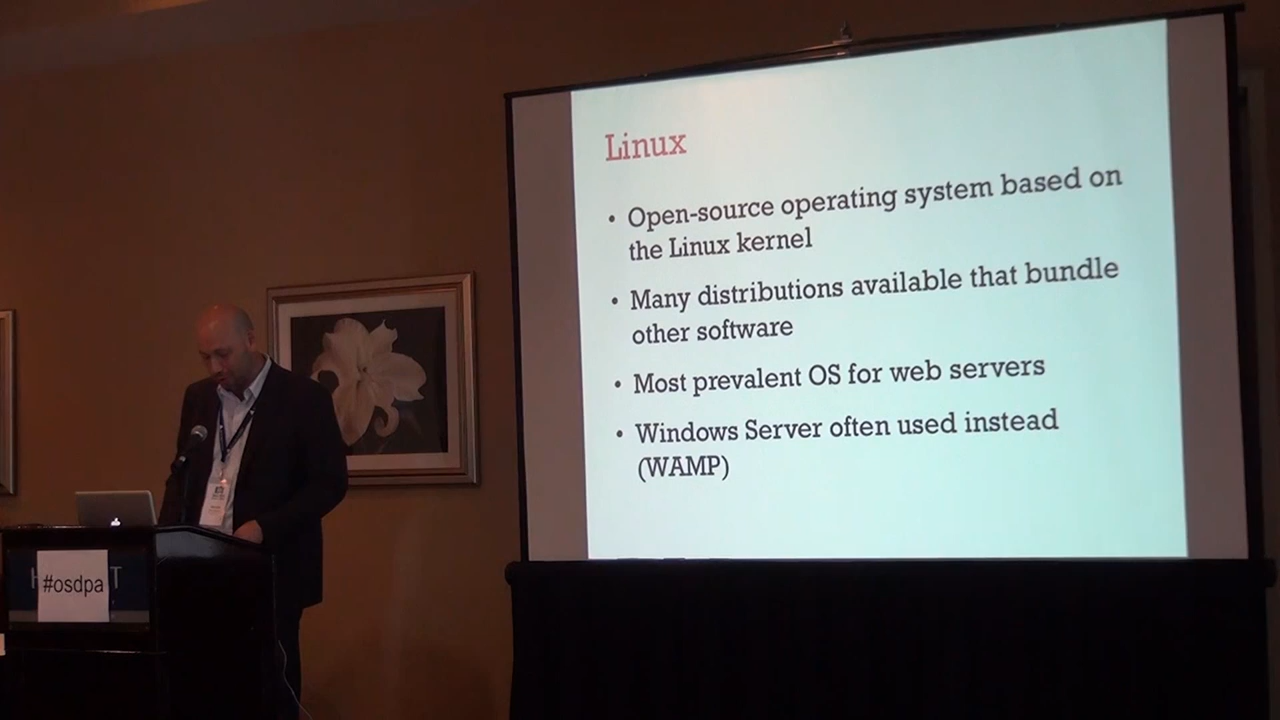 Linux
• Open-source operating system based on
the Linux kernel
• Many distributions available that bundle
other software
• Most prevalent OS for web servers
• Windows Server often used instead
(WAMP)
H T
#osdpa